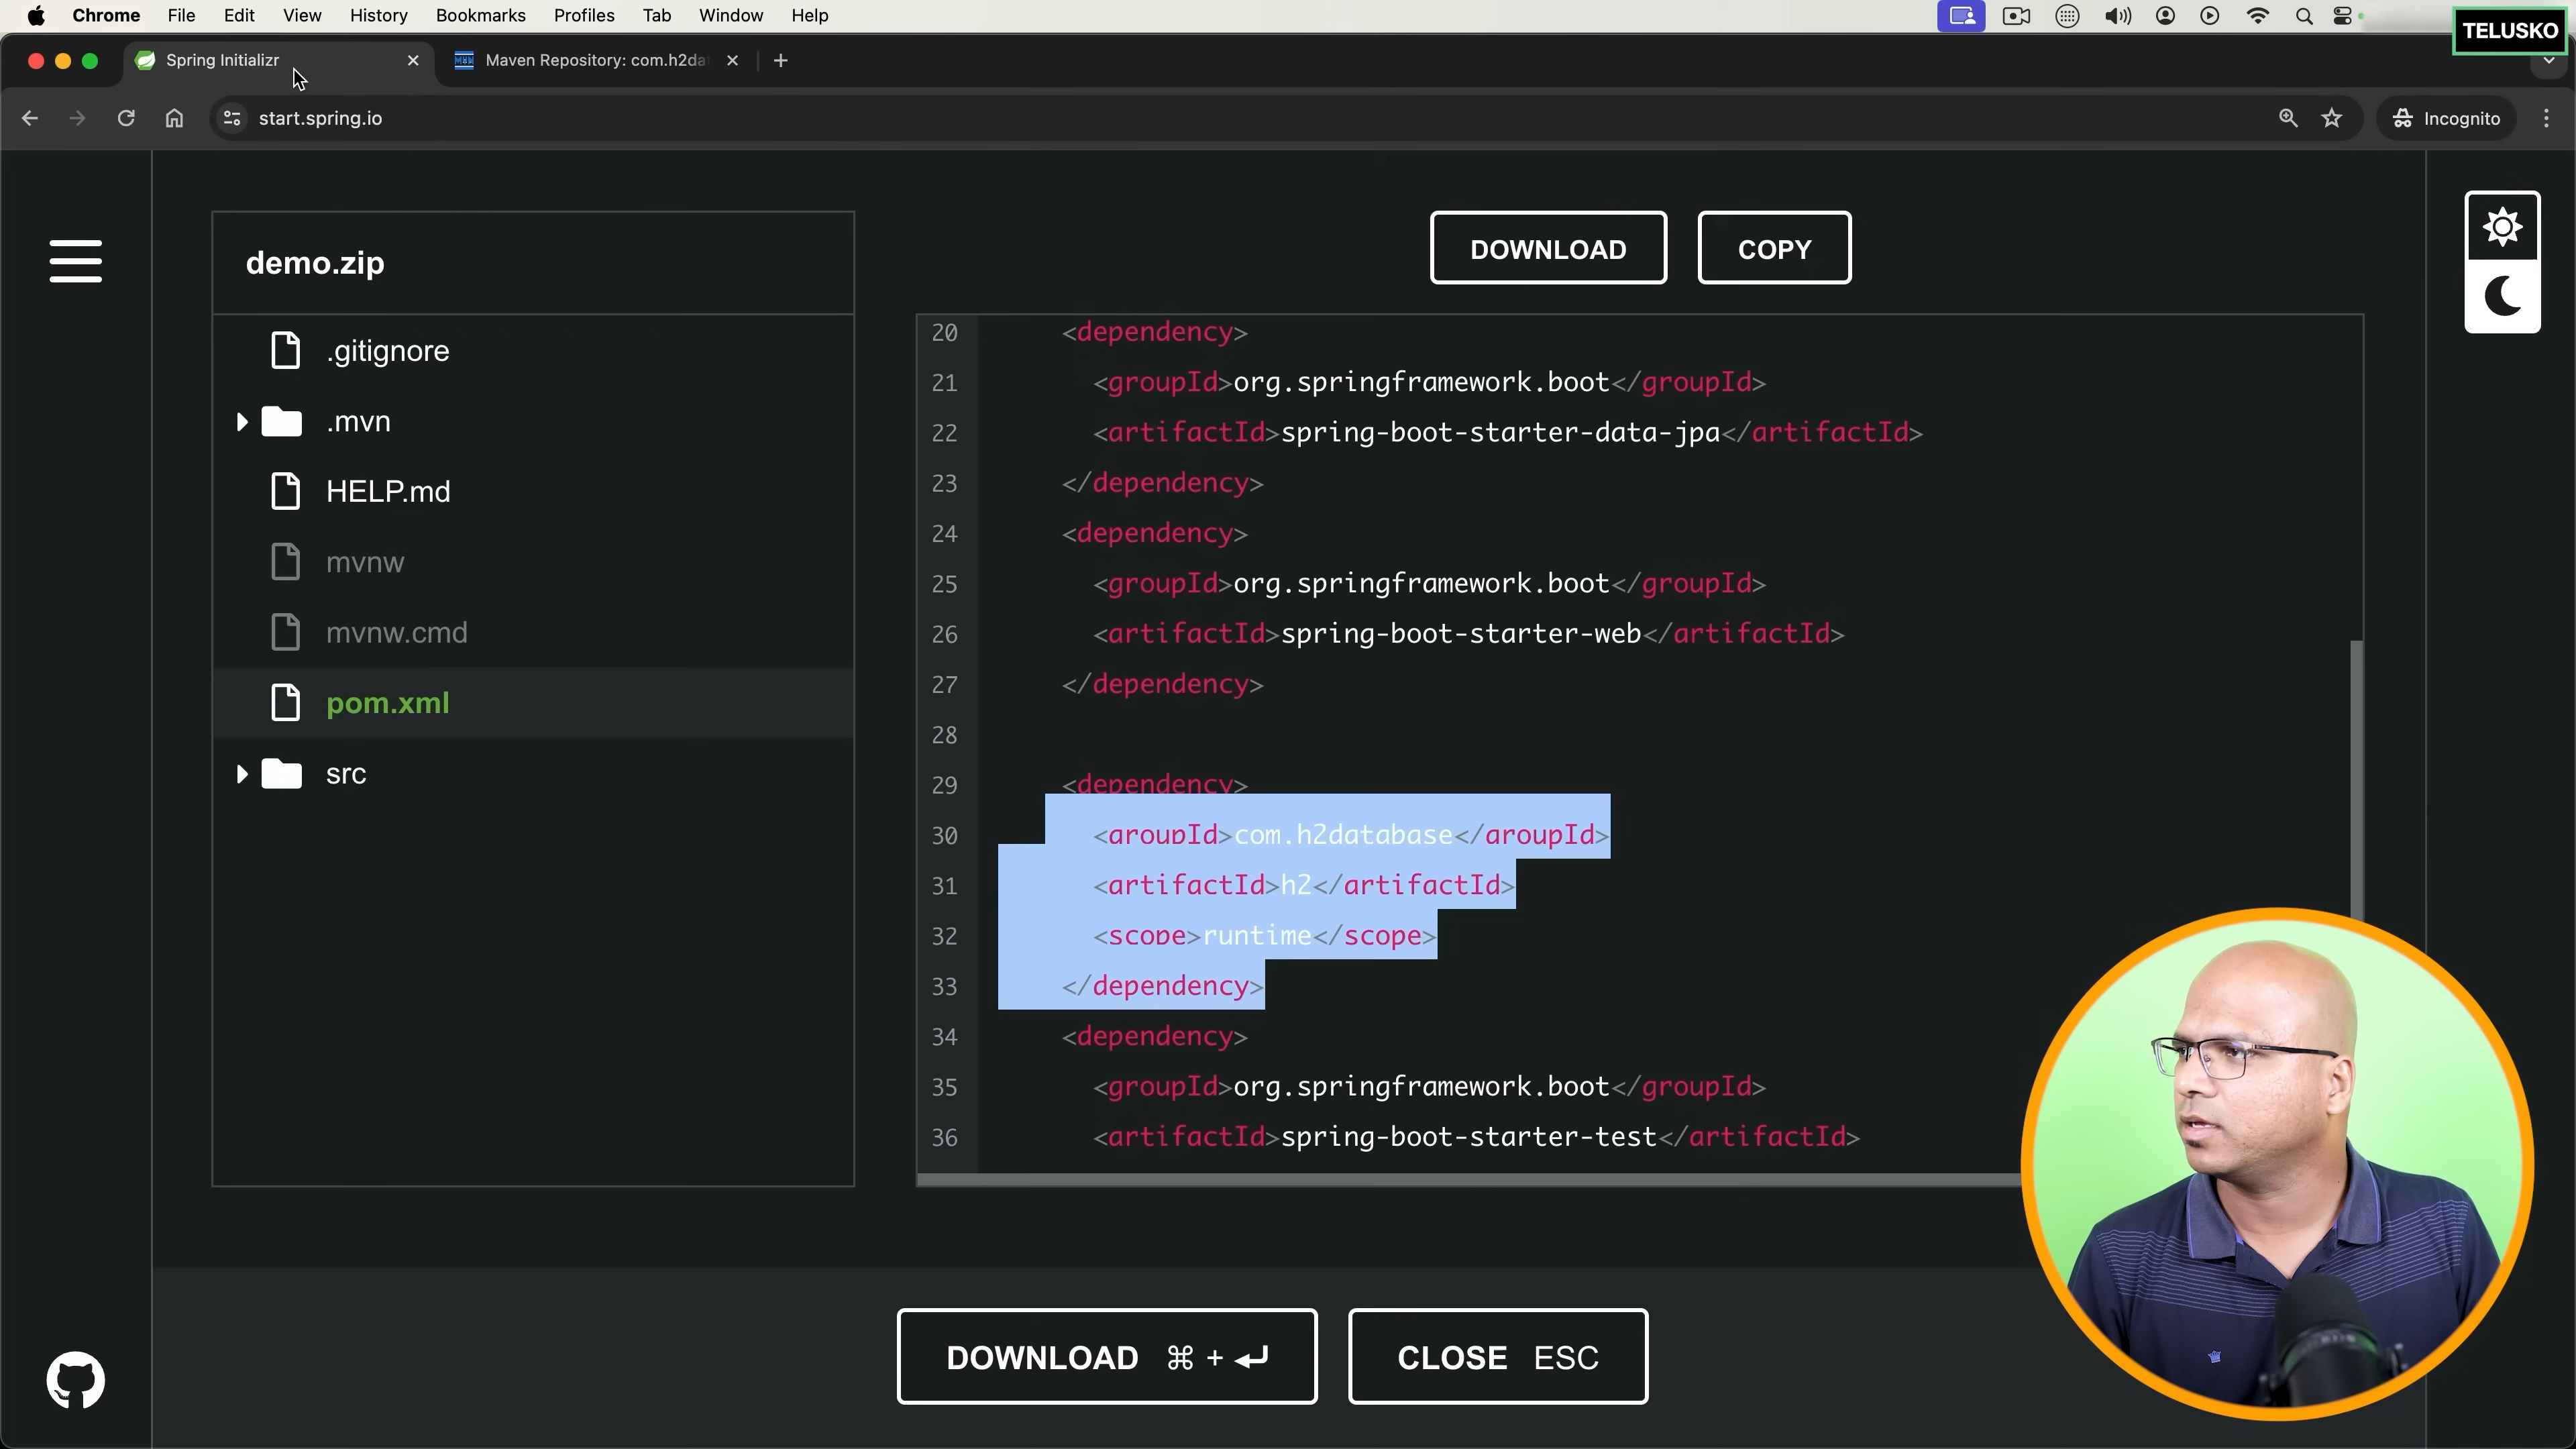 Chrome File Edit View History Bookmarks Profiles Tab Window Help
TELUSKO
Spring Initializr
Maven Repository: com.h2da
start.spring.io
Incognito
demo.zip
DOWNLOAD
COPY
.gitignore
.mvn
HELP.md
mvnw
mvnw.cmd
pom.xml
src
20 <dependency>
21 <groupId>org.springframework.boot</groupId>
22 <artifactId>spring-boot-starter-data-jpa</artifactId>
23 </dependency>
24 <dependency>
25 <groupId>org.springframework.boot</groupId>
26 <artifactId>spring-boot-starter-web</artifactId>
27 </dependency>
28
29 <dependency>
30 <groupId>com.h2database</groupId>
31 <artifactId>h2</artifactId>
32 <scope>runtime</scope>
33 </dependency>
34 <dependency>
35 <groupId>org.springframework.boot</groupId>
36 <artifactId>spring-boot-starter-test</artifactId>
DOWNLOAD ⌘ + ↵
CLOSE ESC